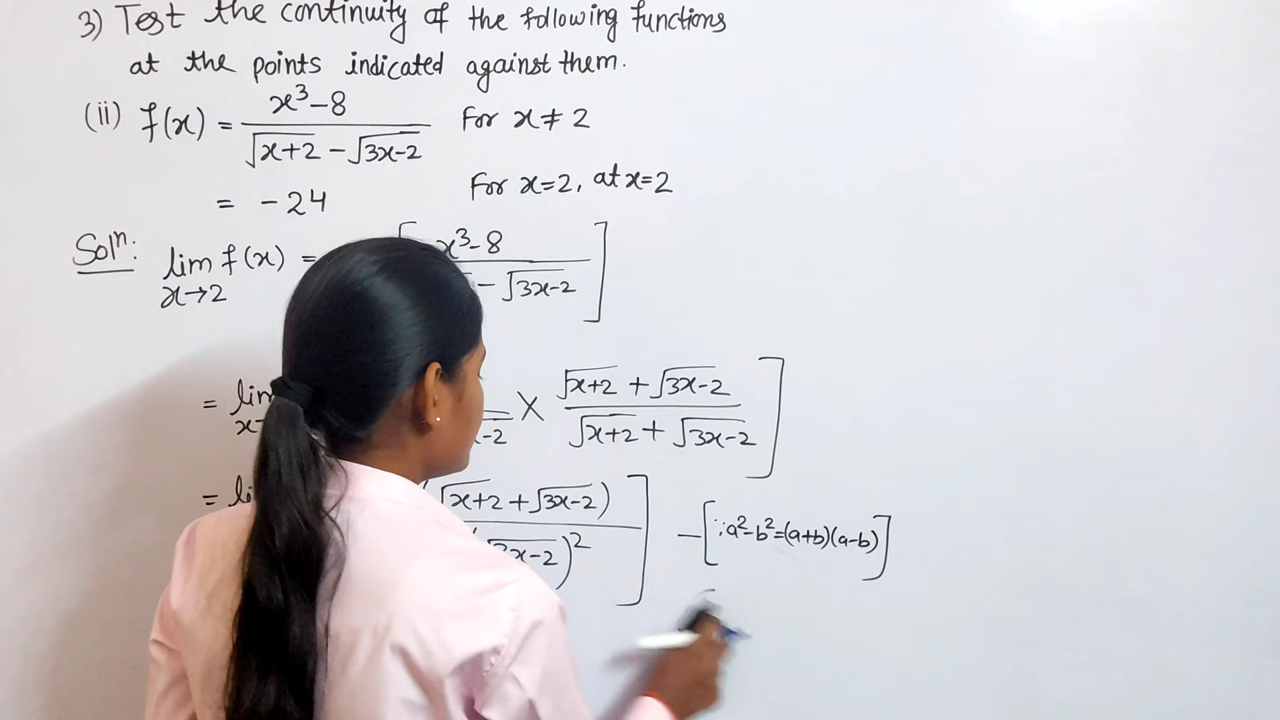 3) Test the continuity of the following functions
at the points indicated against them.
(ii) f(x) = x³-8 / √x+2 - √3x-2 For x ≠ 2
= -24 For x=2, at x=2
Solⁿ: lim x→2 f(x) = [ x³-8 / - √3x-2 ]
= lim x-2 × √x+2 + √3x-2 / √x+2 + √3x-2 ]
= (√x+2 + √3x-2) / √3x-2)² ] - [∵a²-b²=(a+b)(a-b)]